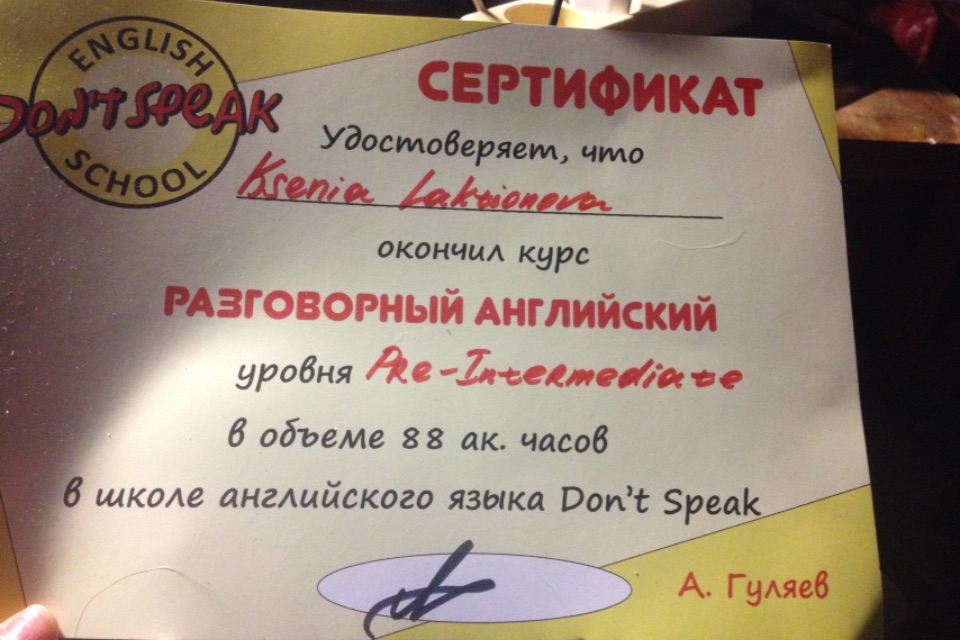 ENGLISH
DON'T SPEAK
SCHOOL
СЕРТИФИКАТ
Удостоверяет, что
Ksenia Laktionova
окончил курс
РАЗГОВОРНЫЙ АНГЛИЙСКИЙ
уровня Pre-Intermediate
в объеме 88 ак. часов
в школе английского языка Don't Speak
А. Гуляев